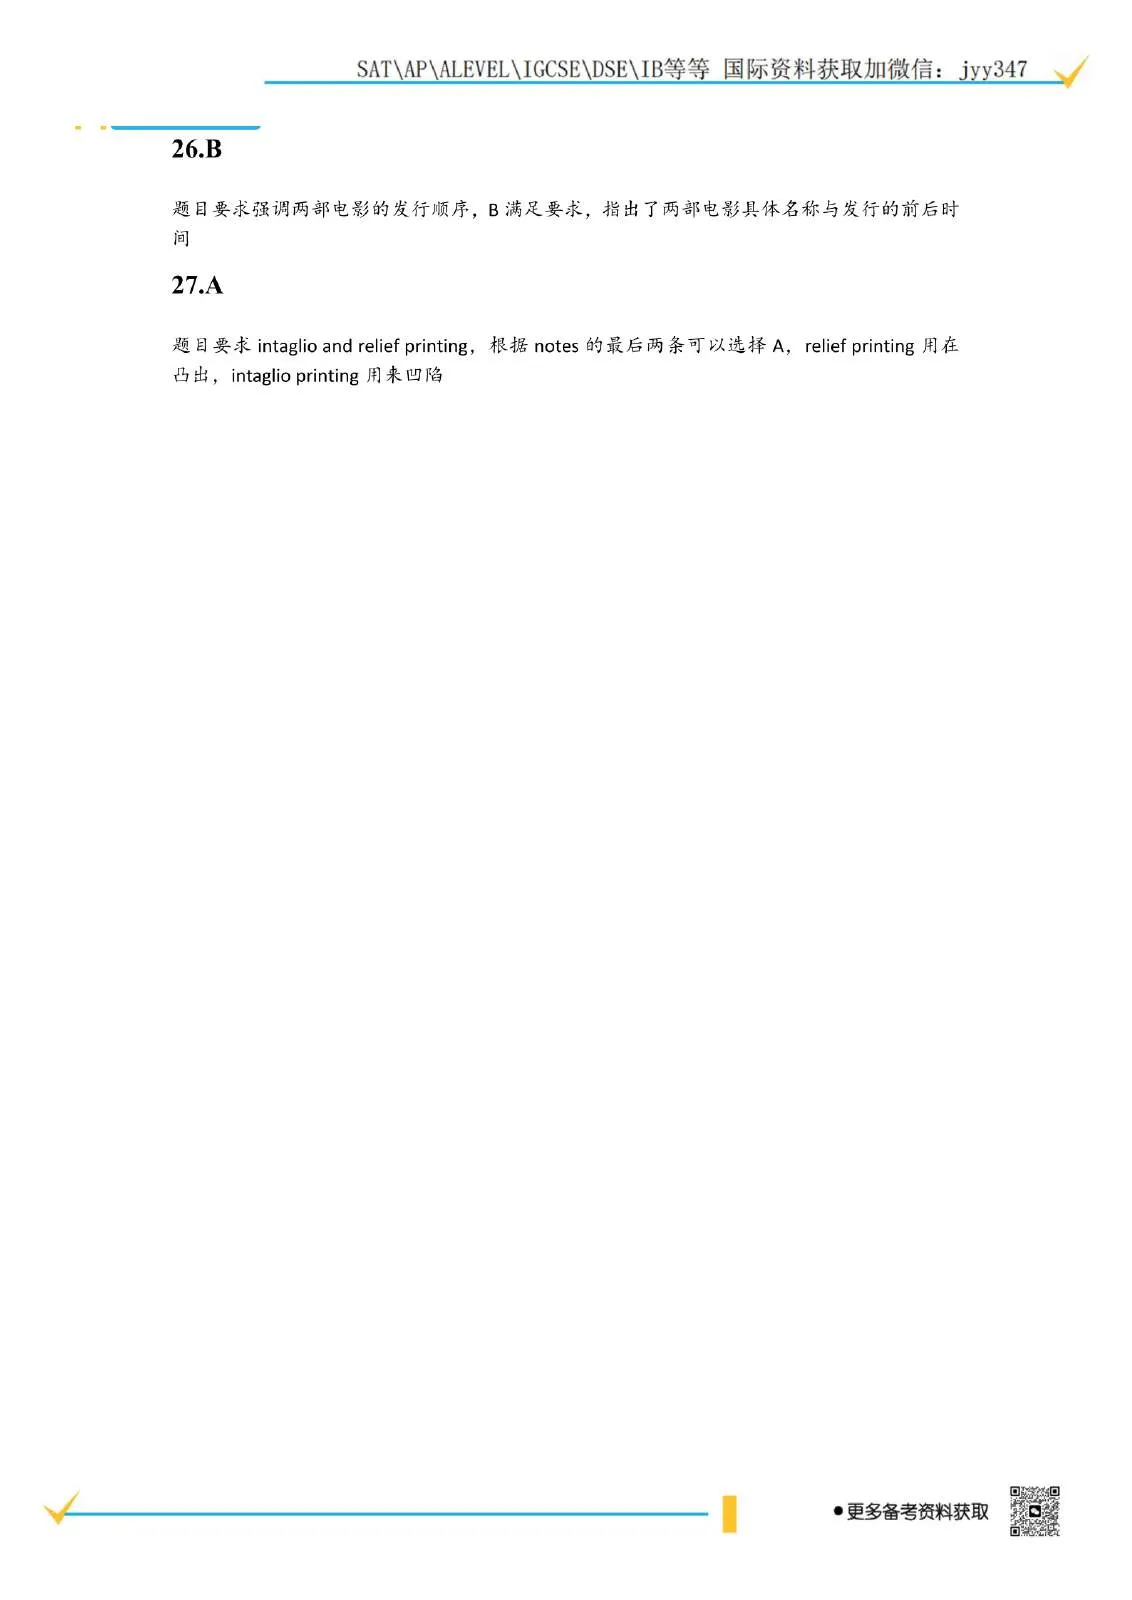 SAT\AP\ALEVEL\IGCSE\DSE\IB等等 国际资料获取加微信：jyy347
26.B
题目要求强调两部电影的发行顺序，B 满足要求，指出了两部电影具体名称与发行的前后时
间
27.A
题目要求 intaglio and relief printing，根据 notes 的最后两条可以选择 A，relief printing 用在
凸出，intaglio printing 用来凹陷
●更多备考资料获取